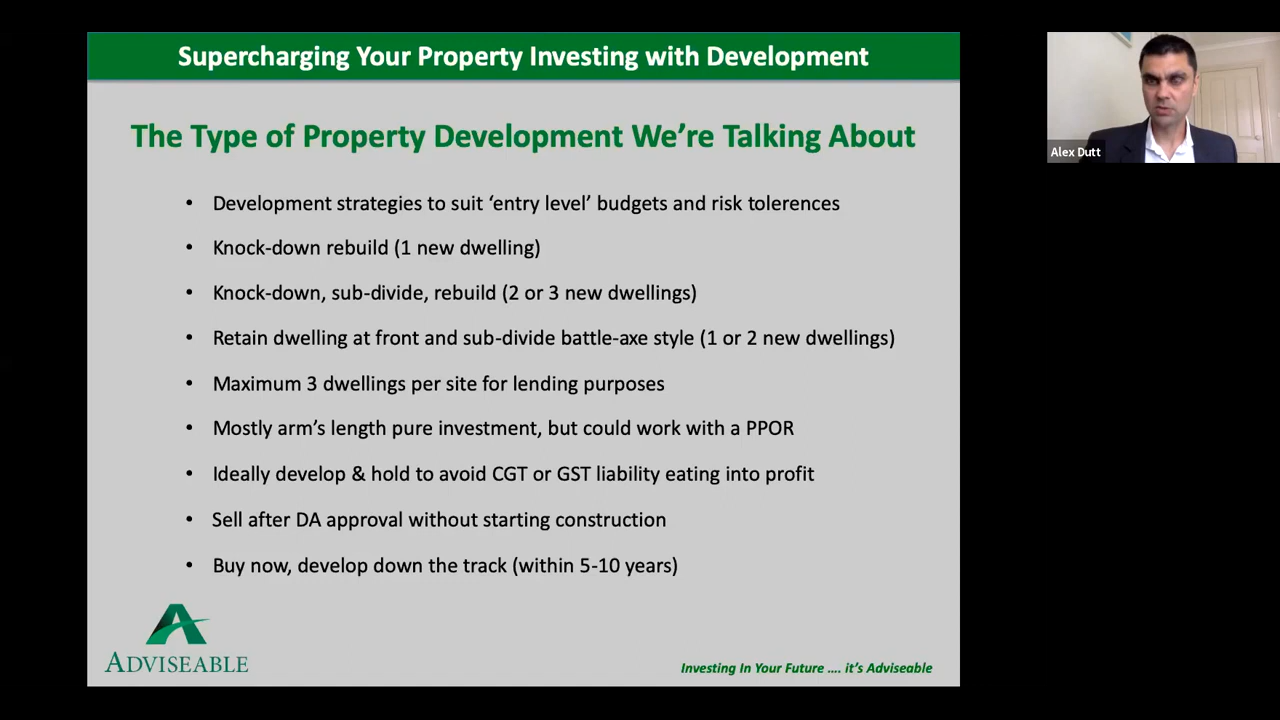 Supercharging Your Property Investing with Development
The Type of Property Development We're Talking About
• Development strategies to suit 'entry level' budgets and risk tolerences
• Knock-down rebuild (1 new dwelling)
• Knock-down, sub-divide, rebuild (2 or 3 new dwellings)
• Retain dwelling at front and sub-divide battle-axe style (1 or 2 new dwellings)
• Maximum 3 dwellings per site for lending purposes
• Mostly arm's length pure investment, but could work with a PPOR
• Ideally develop & hold to avoid CGT or GST liability eating into profit
• Sell after DA approval without starting construction
• Buy now, develop down the track (within 5-10 years)
ADVISEABLE
Investing In Your Future .... it's Adviseable
Alex Dutt